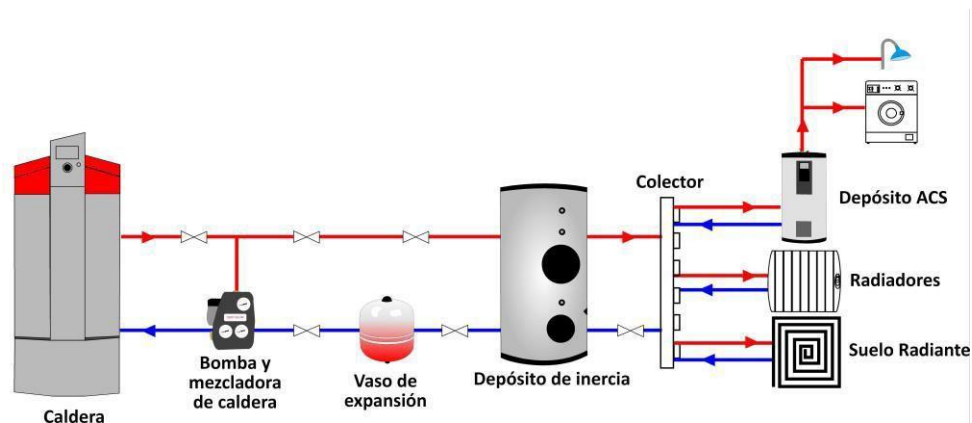 Colector
Depósito ACS
Radiadores
Suelo Radiante
Bomba y
mezcladora
de caldera
Vaso de
expansión
Depósito de inercia
Caldera